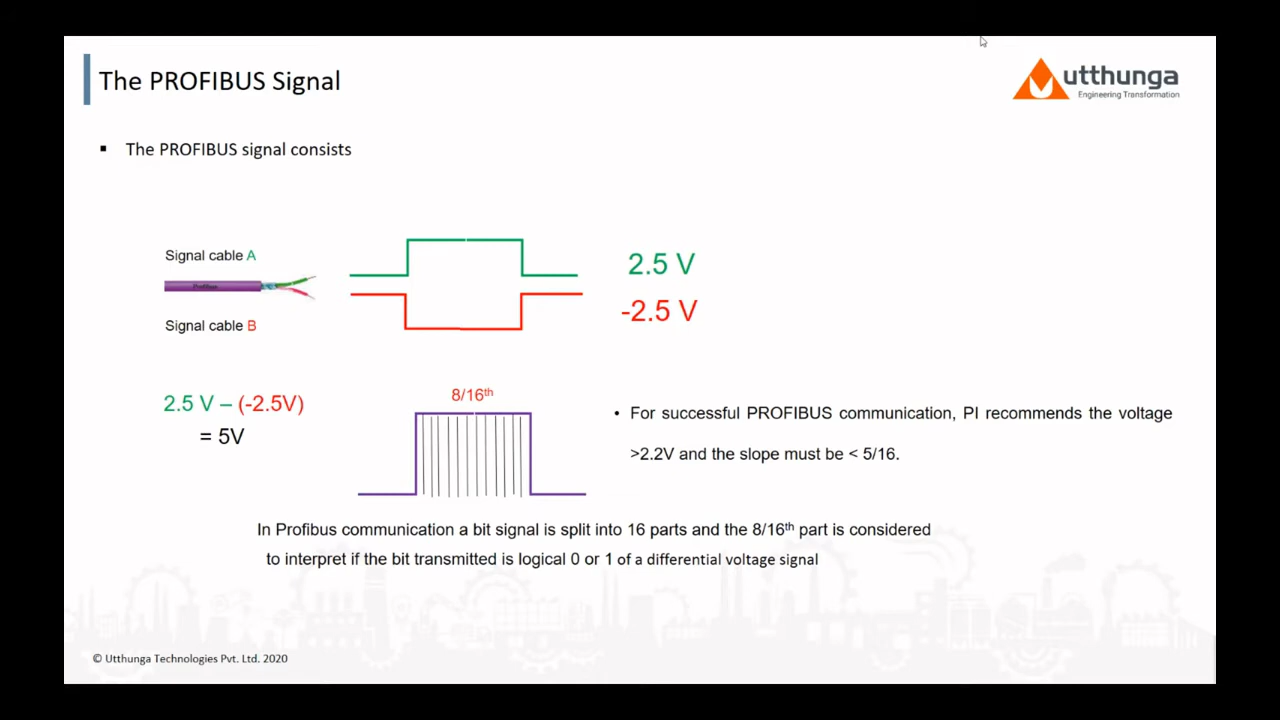 The PROFIBUS Signal
utthunga
Engineering Transformation
▪ The PROFIBUS signal consists
Signal cable A
Profibus
Signal cable B
2.5 V
-2.5 V
2.5 V – (-2.5V)
= 5V
8/16th
• For successful PROFIBUS communication, PI recommends the voltage
>2.2V and the slope must be < 5/16.
In Profibus communication a bit signal is split into 16 parts and the 8/16th part is considered
to interpret if the bit transmitted is logical 0 or 1 of a differential voltage signal
© Utthunga Technologies Pvt. Ltd. 2020